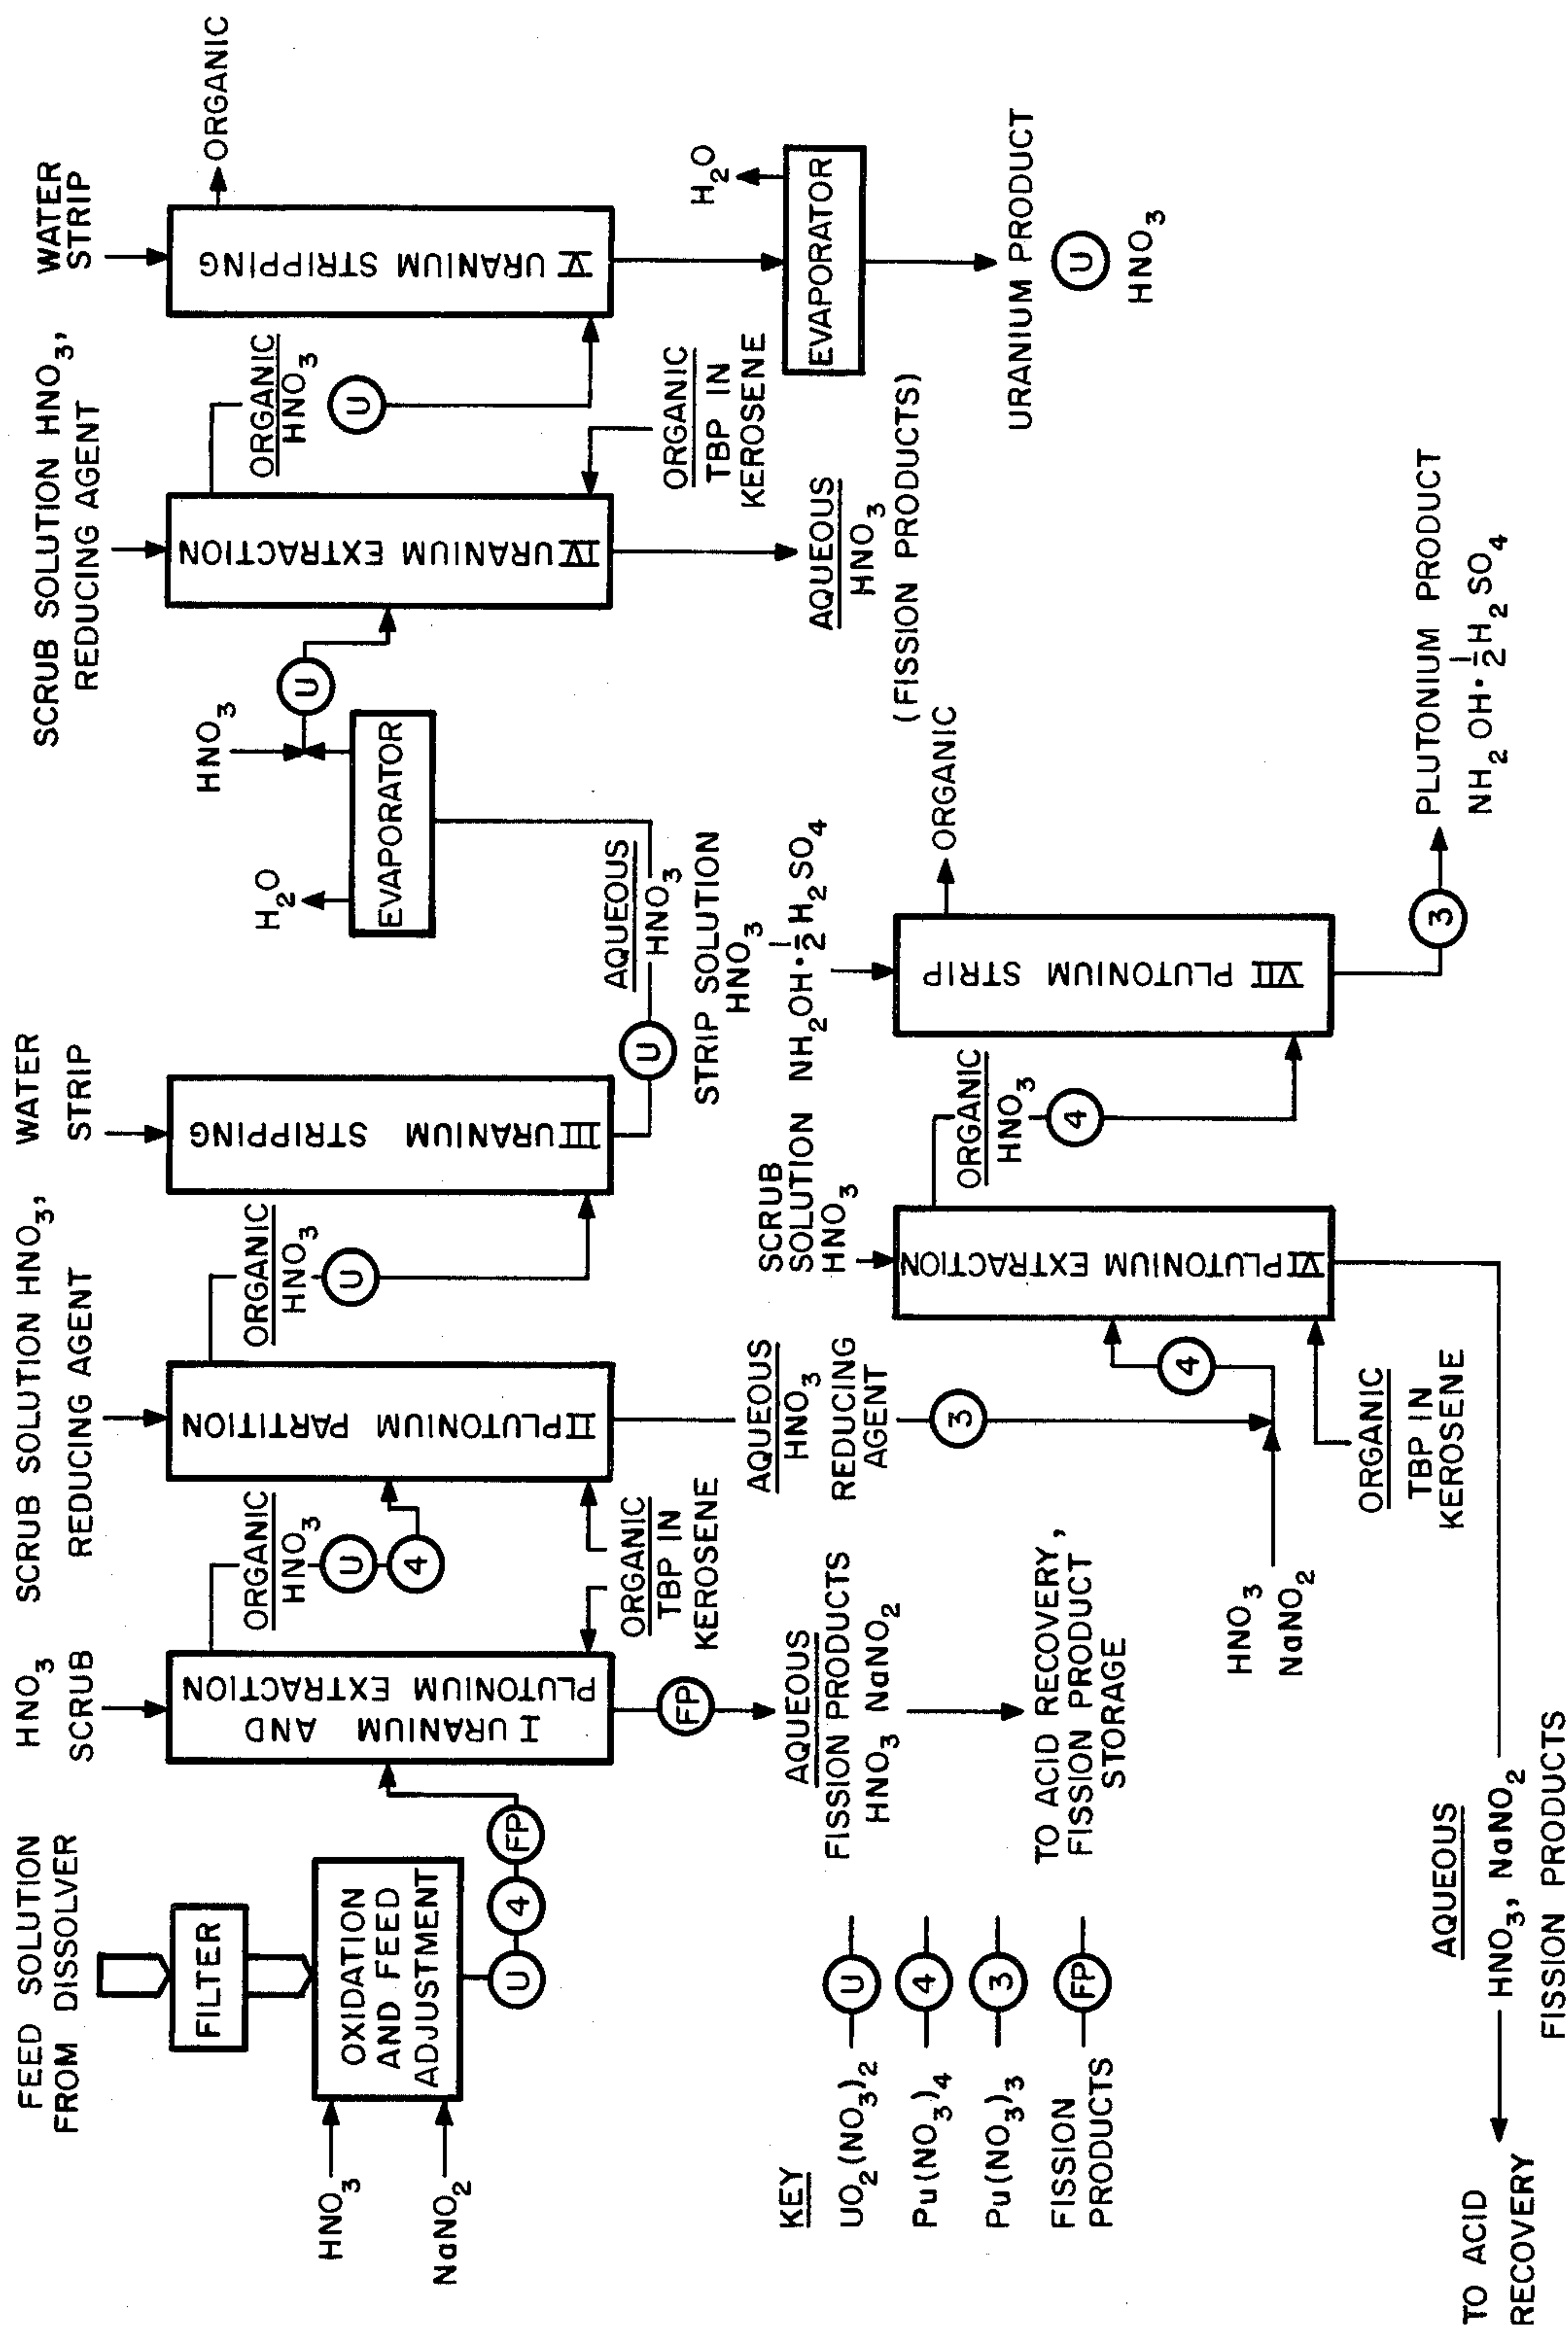 FEED SOLUTION
FROM DISSOLVER
FILTER
HNO3
NaNO2
OXIDATION
AND FEED
ADJUSTMENT
U
4
FP
HNO3
SCRUB
I URANIUM AND
PLUTONIUM EXTRACTION
ORGANIC
HNO3
U
4
ORGANIC
TBP IN
KEROSENE
FP
AQUEOUS
FISSION PRODUCTS
HNO3 NaNO2
TO ACID RECOVERY,
FISSION PRODUCT
STORAGE
SCRUB SOLUTION HNO3,
REDUCING AGENT
II PLUTONIUM PARTITION
ORGANIC
HNO3
U
AQUEOUS
HNO3
REDUCING
AGENT
3
WATER
STRIP
III URANIUM STRIPPING
U
AQUEOUS
HNO3
H2O
EVAPORATOR
HNO3
U
SCRUB SOLUTION HNO3,
REDUCING AGENT
IV URANIUM EXTRACTION
ORGANIC
HNO3
U
ORGANIC
TBP IN
KEROSENE
AQUEOUS
HNO3
(FISSION PRODUCTS)
WATER
STRIP
V URANIUM STRIPPING
ORGANIC
H2O
EVAPORATOR
URANIUM PRODUCT
U
HNO3
HNO3
NaNO2
4
ORGANIC
TBP IN
KEROSENE
SCRUB
SOLUTION
HNO3
VI PLUTONIUM EXTRACTION
ORGANIC
HNO3
4
STRIP SOLUTION
HNO3
NH2OH·1/2H2SO4
VII PLUTONIUM STRIP
ORGANIC
3
PLUTONIUM PRODUCT
NH2OH·1/2H2SO4
AQUEOUS
HNO3, NaNO2
FISSION PRODUCTS
TO ACID
RECOVERY
KEY
UO2(NO3)2 U
Pu(NO3)4 4
Pu(NO3)3 3
FISSION
PRODUCTS FP